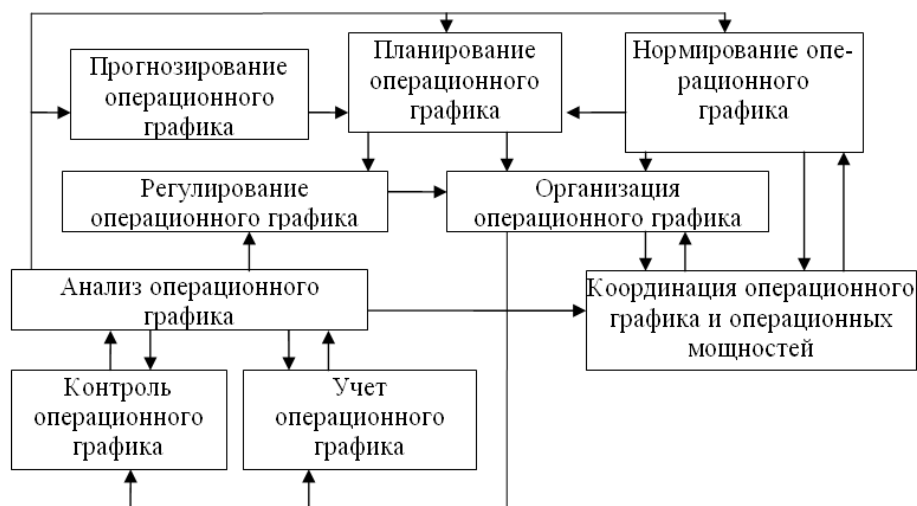 Прогнозирование
операционного
графика
Планирование
операционного
графика
Нормирование опе-
рационного
графика
Регулирование
операционного графика
Организация
операционного графика
Анализ операционного
графика
Координация операционного
графика и операционных
мощностей
Контроль
операционного
графика
Учет
операционного
графика